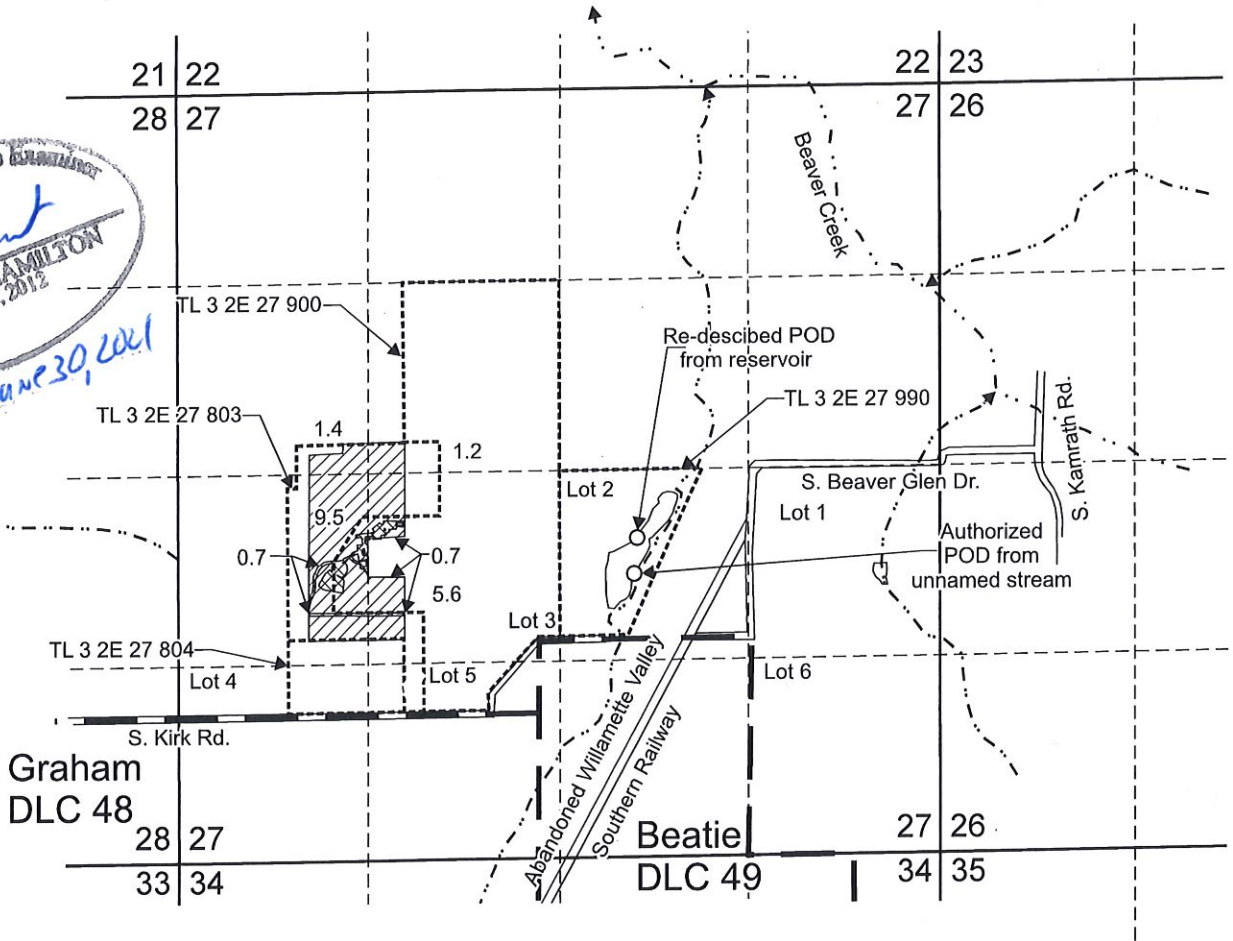 21 22
28 27
22 23
27 26
Beaver Creek
Examiner
HAMILTON
2012
June 30, 2021
TL 3 2E 27 900
Re-descibed POD
from reservoir
TL 3 2E 27 990
TL 3 2E 27 803
1.4
1.2
S. Kamrath Rd.
Lot 2
S. Beaver Glen Dr.
Lot 1
9.5
0.7
0.7
5.6
Authorized
POD from
unnamed stream
Lot 3
TL 3 2E 27 804
Lot 4
Lot 5
Lot 6
S. Kirk Rd.
Abandoned Willamette Valley
Southern Railway
Graham
DLC 48
28 27
33 34
Beatie
DLC 49
27 26
34 35